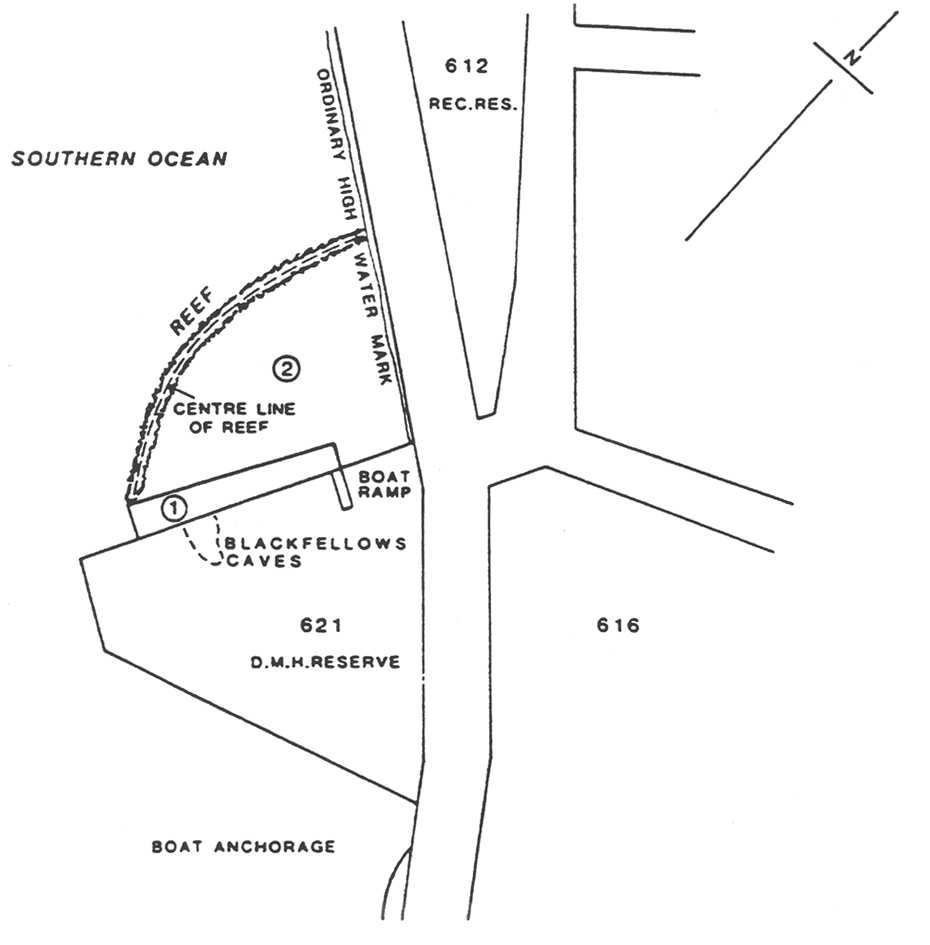 612
REC.RES.
N
ORDINARY HIGH WATER MARK
SOUTHERN OCEAN
REEF
②
CENTRE LINE
OF REEF
BOAT
RAMP
①
BLACKFELLOWS
CAVES
621
D.M.H.RESERVE
616
BOAT ANCHORAGE